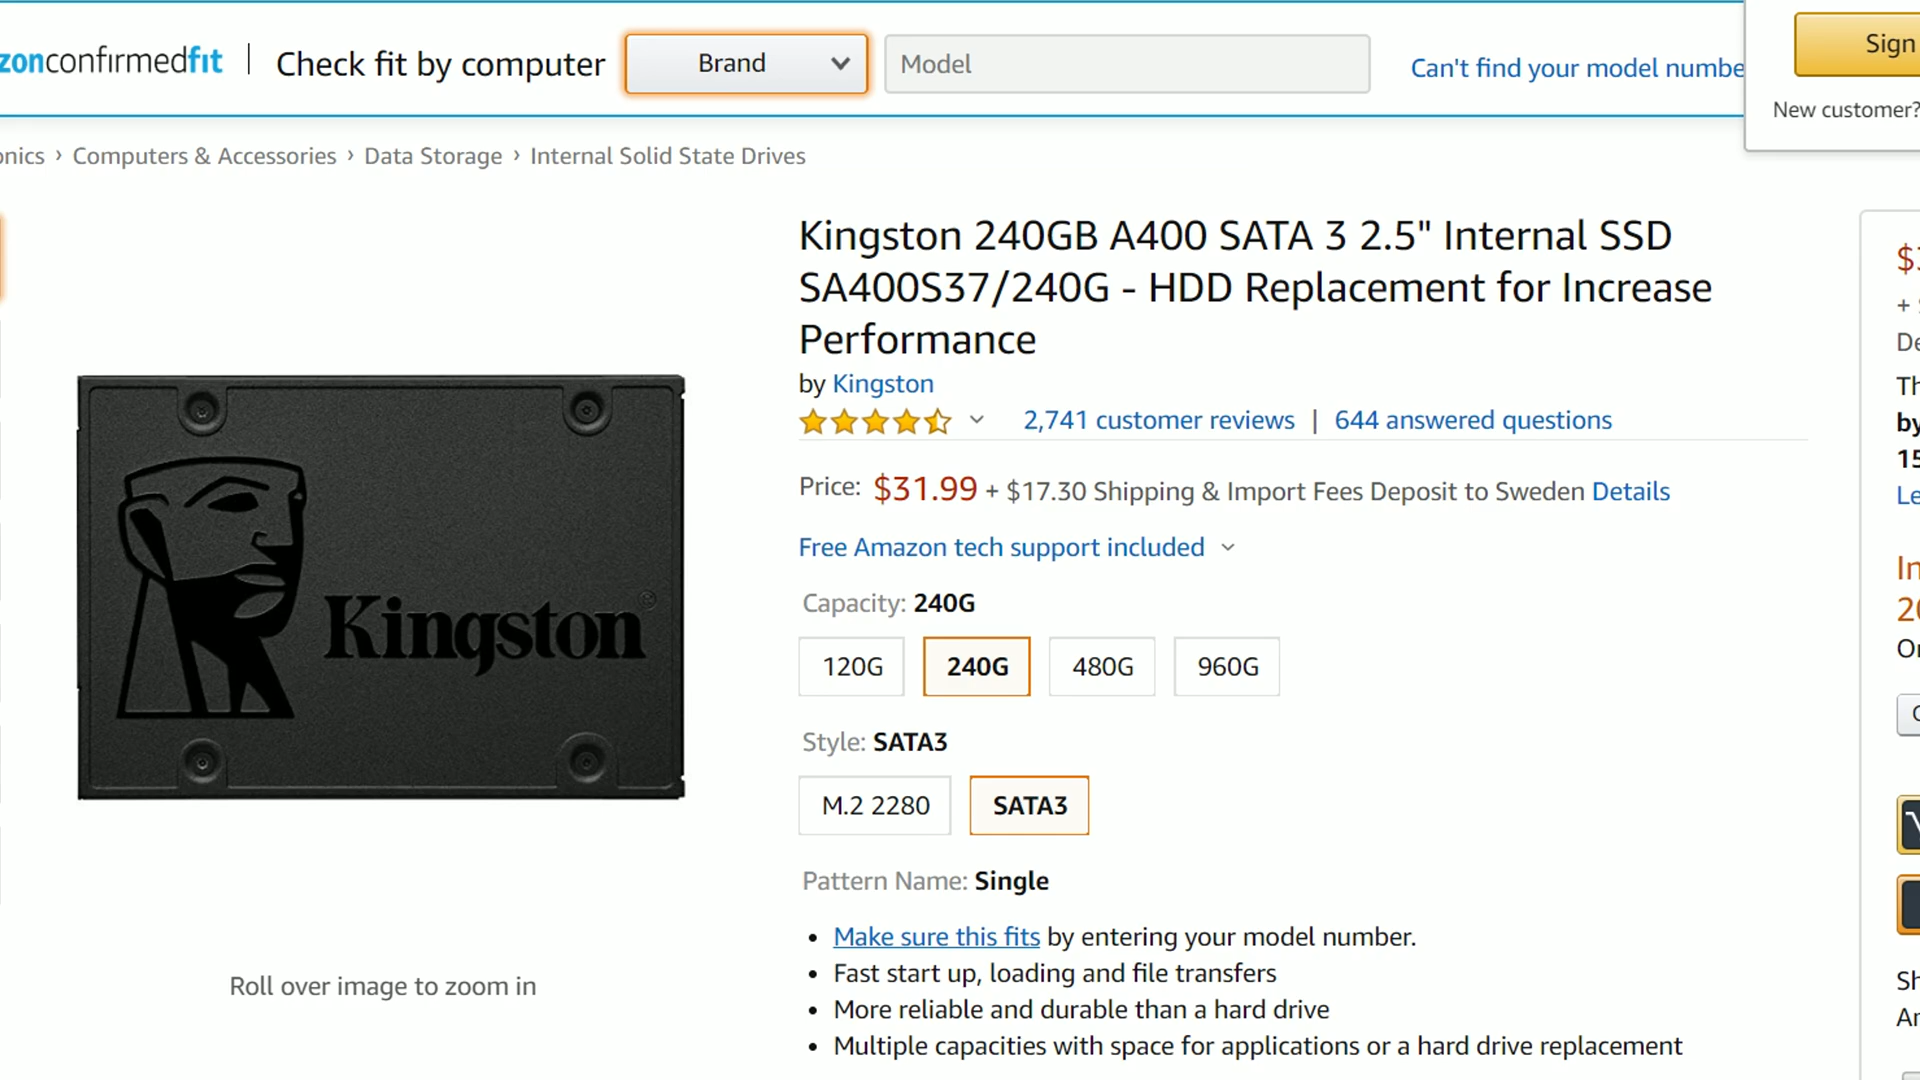 zonconfirmedfit
Check fit by computer
Brand
Model
Can't find your model numbe
Sign
New customer?
onics › Computers & Accessories › Data Storage › Internal Solid State Drives
Kingston 240GB A400 SATA 3 2.5" Internal SSD
SA400S37/240G - HDD Replacement for Increase
Performance
by Kingston
2,741 customer reviews | 644 answered questions
Price: $31.99 + $17.30 Shipping & Import Fees Deposit to Sweden Details
Free Amazon tech support included
Capacity: 240G
120G 240G 480G 960G
Style: SATA3
M.2 2280 SATA3
Pattern Name: Single
• Make sure this fits by entering your model number.
• Fast start up, loading and file transfers
• More reliable and durable than a hard drive
• Multiple capacities with space for applications or a hard drive replacement
Kingston®
Roll over image to zoom in